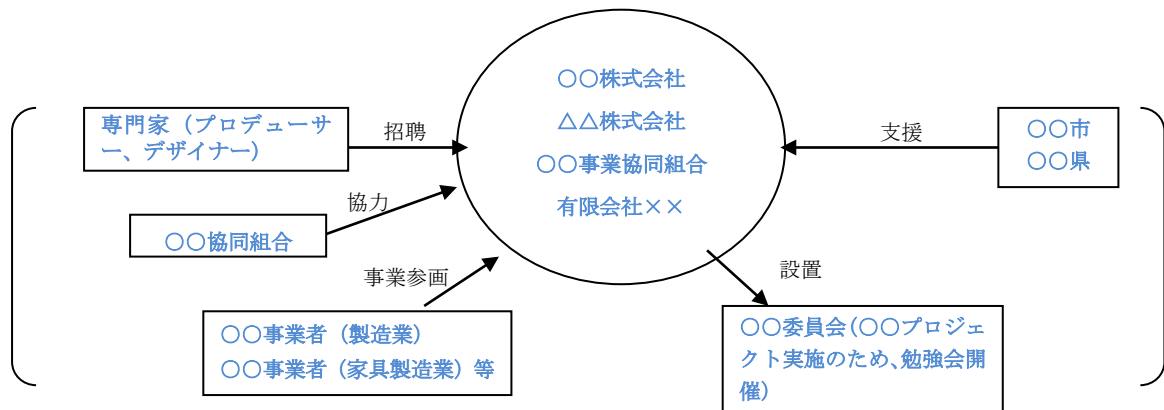 〇〇株式会社
△△株式会社
〇〇事業協同組合
有限会社××
専門家（プロデューサ
ー、デザイナー）
招聘
支援
〇〇市
〇〇県
協力
〇〇協同組合
事業参画
設置
〇〇事業者（製造業）
〇〇事業者（家具製造業）等
〇〇委員会(〇〇プロジェ
クト実施のため､勉強会開
催)